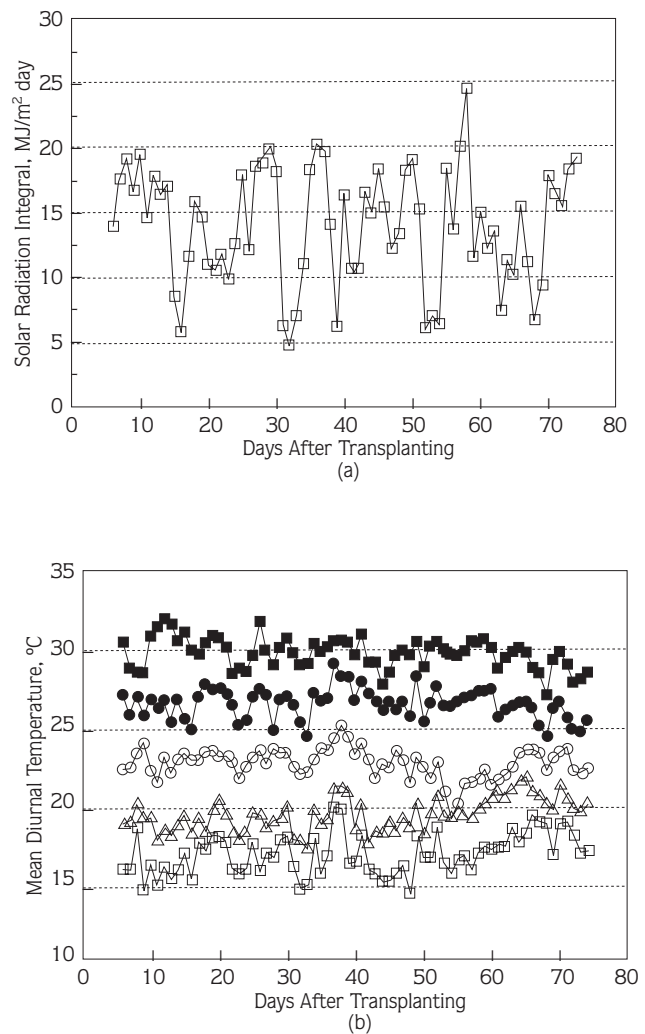 30
25
20
15
10
5
0
Solar Radiation Integral, MJ/m² day
0 10 20 30 40 50 60 70 80
Days After Transplanting
(a)
35
30
25
20
15
10
Mean Diurnal Temperature, ºC
0 10 20 30 40 50 60 70 80
Days After Transplanting
(b)